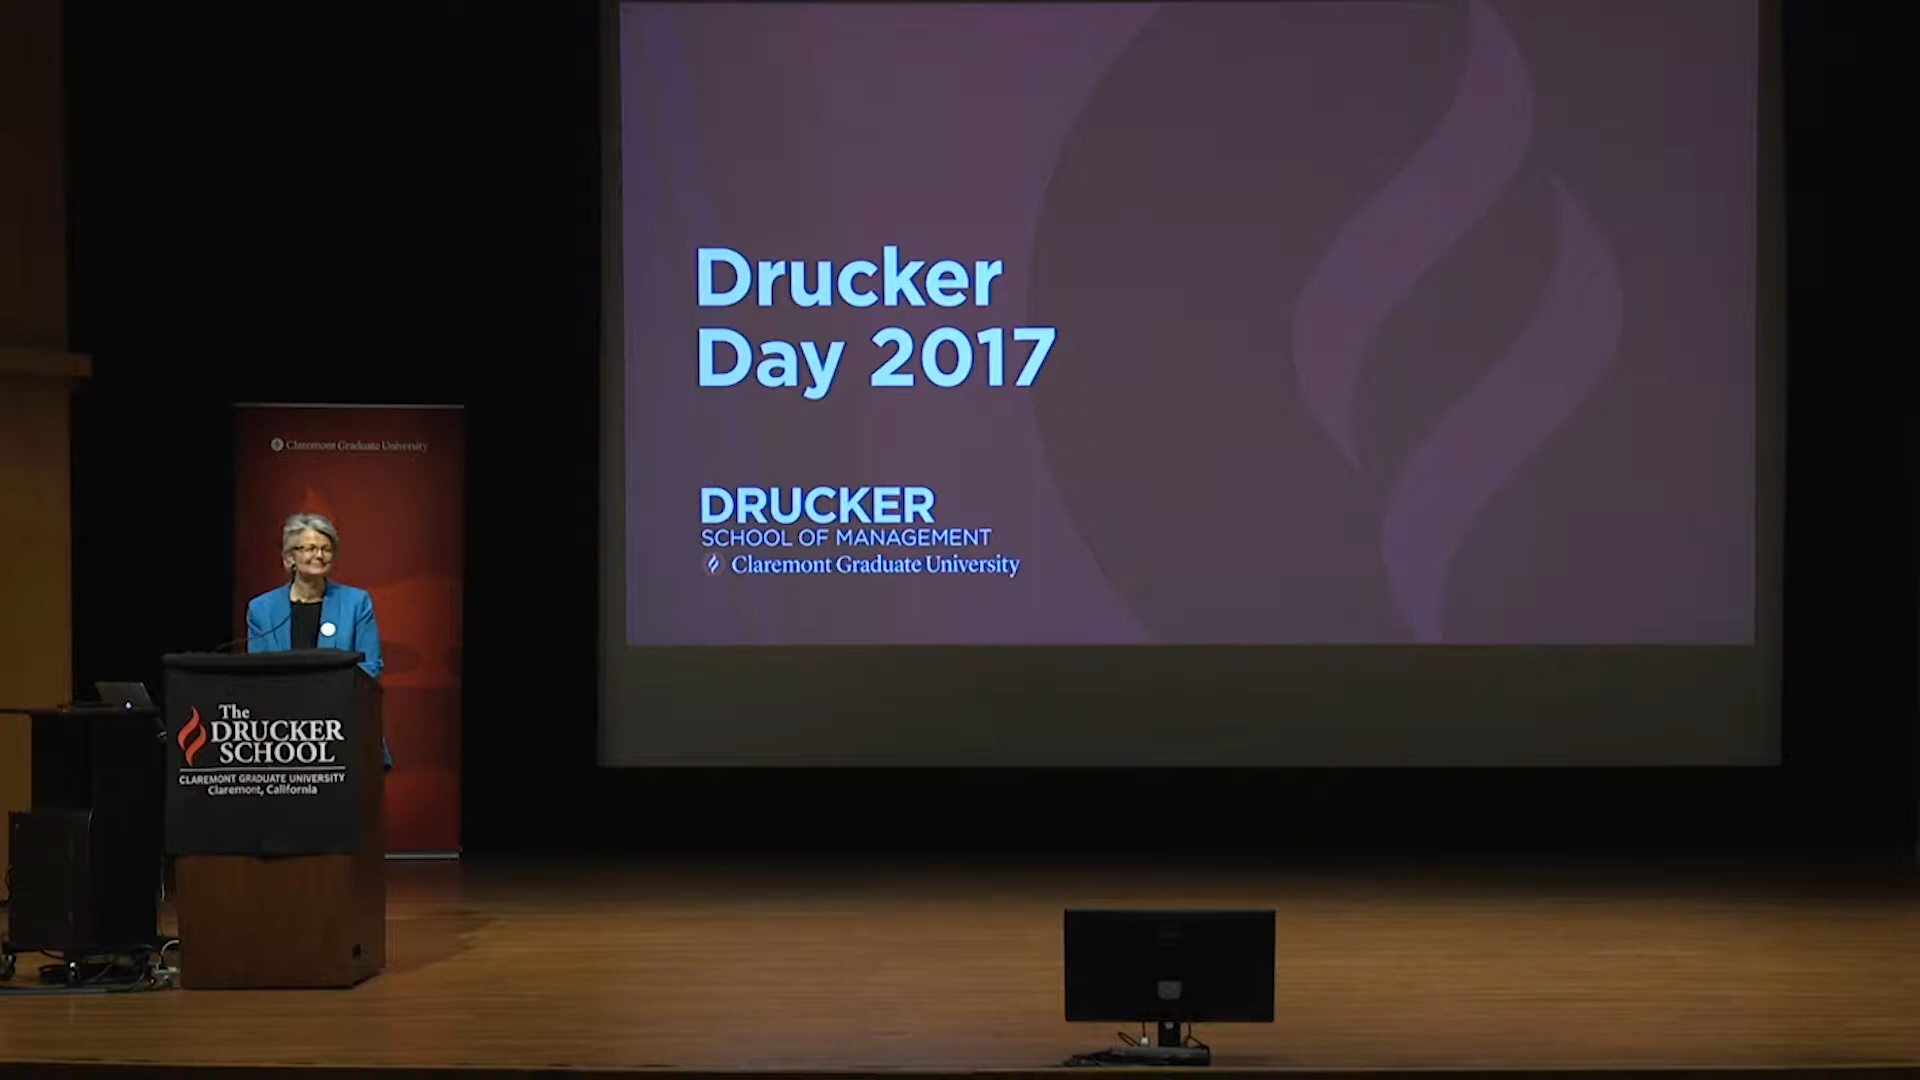 Drucker
Day 2017
DRUCKER
SCHOOL OF MANAGEMENT
Claremont Graduate University
Claremont Graduate University
The
DRUCKER
SCHOOL
CLAREMONT GRADUATE UNIVERSITY
Claremont, California